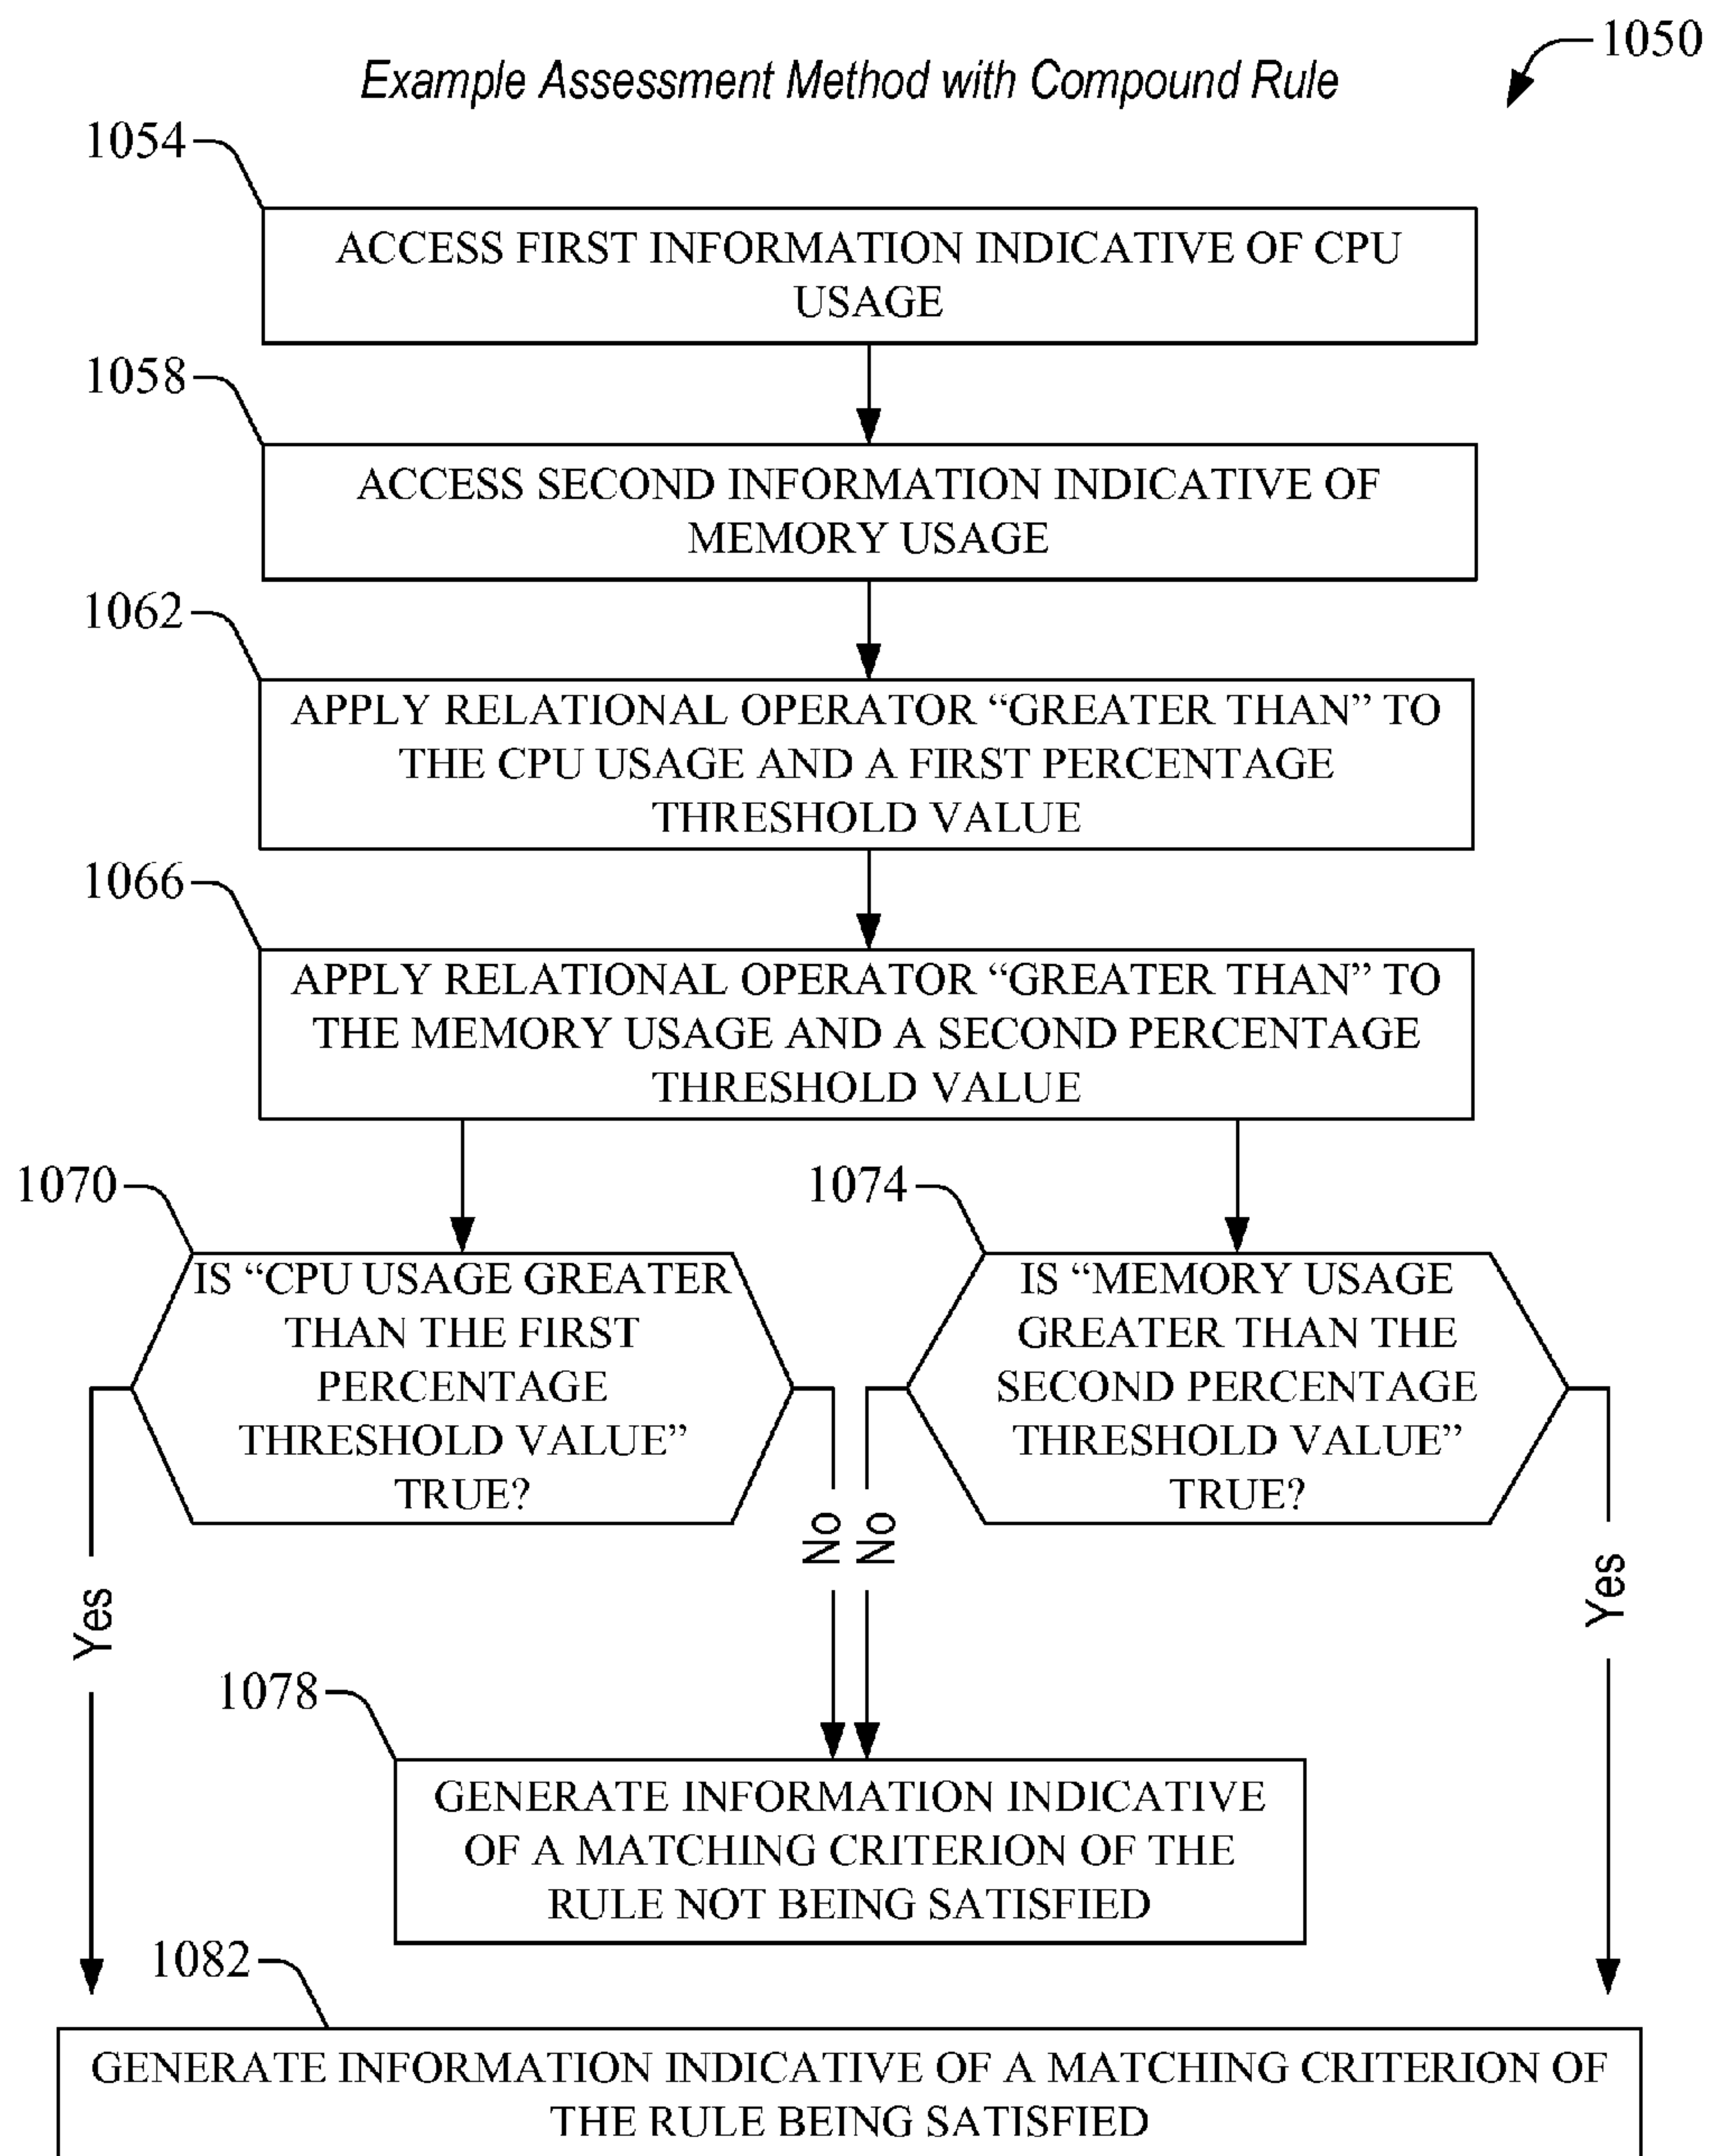 1050
Example Assessment Method with Compound Rule
1054
ACCESS FIRST INFORMATION INDICATIVE OF CPU
USAGE
1058
ACCESS SECOND INFORMATION INDICATIVE OF
MEMORY USAGE
1062
APPLY RELATIONAL OPERATOR “GREATER THAN” TO
THE CPU USAGE AND A FIRST PERCENTAGE
THRESHOLD VALUE
1066
APPLY RELATIONAL OPERATOR “GREATER THAN” TO
THE MEMORY USAGE AND A SECOND PERCENTAGE
THRESHOLD VALUE
1070
IS “CPU USAGE GREATER
THAN THE FIRST
PERCENTAGE
THRESHOLD VALUE”
TRUE?
1074
IS “MEMORY USAGE
GREATER THAN THE
SECOND PERCENTAGE
THRESHOLD VALUE”
TRUE?
Yes
No
No
Yes
1078
GENERATE INFORMATION INDICATIVE
OF A MATCHING CRITERION OF THE
RULE NOT BEING SATISFIED
1082
GENERATE INFORMATION INDICATIVE OF A MATCHING CRITERION OF
THE RULE BEING SATISFIED